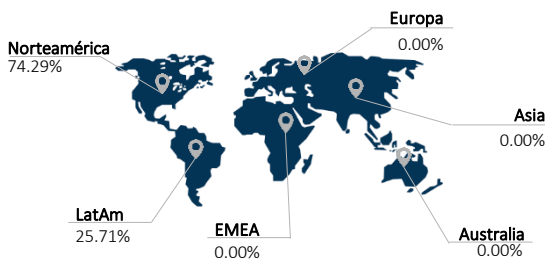 Europa
0.00%
Norteamérica
74.29%
Asia
0.00%
LatAm
25.71%
EMEA
0.00%
Australia
0.00%